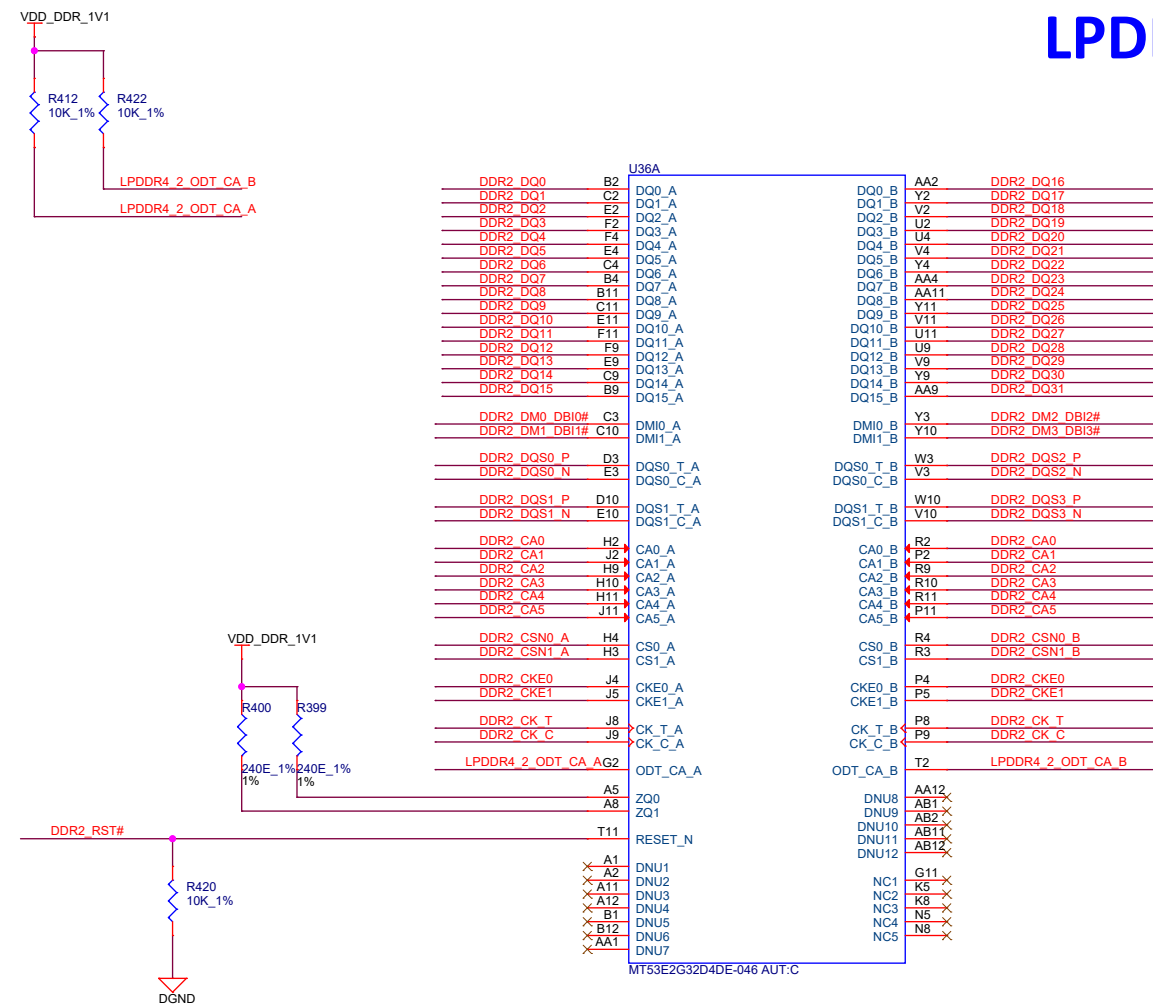 VDD_DDR_1V1
LPD
R412
10K_1%
R422
10K_1%
LPDDR4_2_ODT_CA_B
LPDDR4_2_ODT_CA_A
U36A
DDR2_DQ0 B2 DQ0_A DQ0_B AA2 DDR2_DQ16
DDR2_DQ1 C2 DQ1_A DQ1_B Y2 DDR2_DQ17
DDR2_DQ2 E2 DQ2_A DQ2_B V2 DDR2_DQ18
DDR2_DQ3 F2 DQ3_A DQ3_B U2 DDR2_DQ19
DDR2_DQ4 F4 DQ4_A DQ4_B U4 DDR2_DQ20
DDR2_DQ5 E4 DQ5_A DQ5_B V4 DDR2_DQ21
DDR2_DQ6 C4 DQ6_A DQ6_B Y4 DDR2_DQ22
DDR2_DQ7 B4 DQ7_A DQ7_B AA4 DDR2_DQ23
DDR2_DQ8 B11 DQ8_A DQ8_B AA11 DDR2_DQ24
DDR2_DQ9 C11 DQ9_A DQ9_B Y11 DDR2_DQ25
DDR2_DQ10 E11 DQ10_A DQ10_B V11 DDR2_DQ26
DDR2_DQ11 F11 DQ11_A DQ11_B U11 DDR2_DQ27
DDR2_DQ12 F9 DQ12_A DQ12_B U9 DDR2_DQ28
DDR2_DQ13 E9 DQ13_A DQ13_B V9 DDR2_DQ29
DDR2_DQ14 C9 DQ14_A DQ14_B Y9 DDR2_DQ30
DDR2_DQ15 B9 DQ15_A DQ15_B AA9 DDR2_DQ31
DDR2_DM0_DBI0# C3 DMI0_A DMI0_B Y3 DDR2_DM2_DBI2#
DDR2_DM1_DBI1# C10 DMI1_A DMI1_B Y10 DDR2_DM3_DBI3#
DDR2_DQS0_P D3 DQS0_T_A DQS0_T_B W3 DDR2_DQS2_P
DDR2_DQS0_N E3 DQS0_C_A DQS0_C_B V3 DDR2_DQS2_N
DDR2_DQS1_P D10 DQS1_T_A DQS1_T_B W10 DDR2_DQS3_P
DDR2_DQS1_N E10 DQS1_C_A DQS1_C_B V10 DDR2_DQS3_N
DDR2_CA0 H2 CA0_A CA0_B R2 DDR2_CA0
DDR2_CA1 J2 CA1_A CA1_B P2 DDR2_CA1
DDR2_CA2 H9 CA2_A CA2_B R9 DDR2_CA2
DDR2_CA3 H10 CA3_A CA3_B R10 DDR2_CA3
DDR2_CA4 H11 CA4_A CA4_B R11 DDR2_CA4
DDR2_CA5 J11 CA5_A CA5_B P11 DDR2_CA5
VDD_DDR_1V1
DDR2_CSN0_A H4 CS0_A CS0_B R4 DDR2_CSN0_B
DDR2_CSN1_A H3 CS1_A CS1_B R3 DDR2_CSN1_B
DDR2_CKE0 J4 CKE0_A CKE0_B P4 DDR2_CKE0
DDR2_CKE1 J5 CKE1_A CKE1_B P5 DDR2_CKE1
R400
R399
DDR2_CK_T J8 CK_T_A CK_T_B P8 DDR2_CK_T
DDR2_CK_C J9 CK_C_A CK_C_B P9 DDR2_CK_C
LPDDR4_2_ODT_CA_A G2 ODT_CA_A ODT_CA_B T2 LPDDR4_2_ODT_CA_B
240E_1%
1%
240E_1%
1%
A5 ZQ0 DNU8 AA12
A8 ZQ1 DNU9 AB1
DNU10 AB2
DDR2_RST# T11 RESET_N DNU11 AB11
DNU12 AB12
A1 DNU1
A2 DNU2 NC1 G11
A11 DNU3 NC2 K5
A12 DNU4 NC3 K8
B1 DNU5 NC4 N5
B12 DNU6 NC5 N8
AA1 DNU7
R420
10K_1%
MT53E2G32D4DE-046 AUT:C
DGND